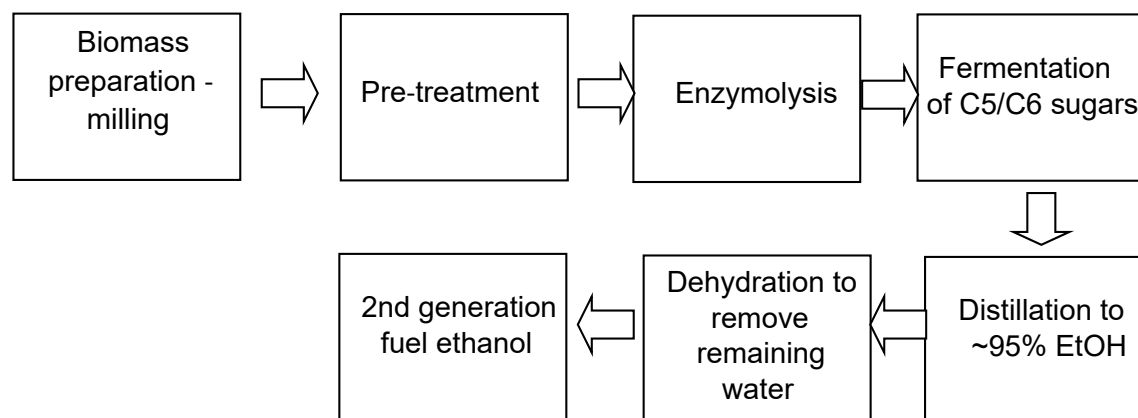 Biomass
preparation -
milling
Pre-treatment
Enzymolysis
Fermentation
of C5/C6 sugars
Distillation to
~95% EtOH
Dehydration to
remove
remaining
water
2nd generation
fuel ethanol